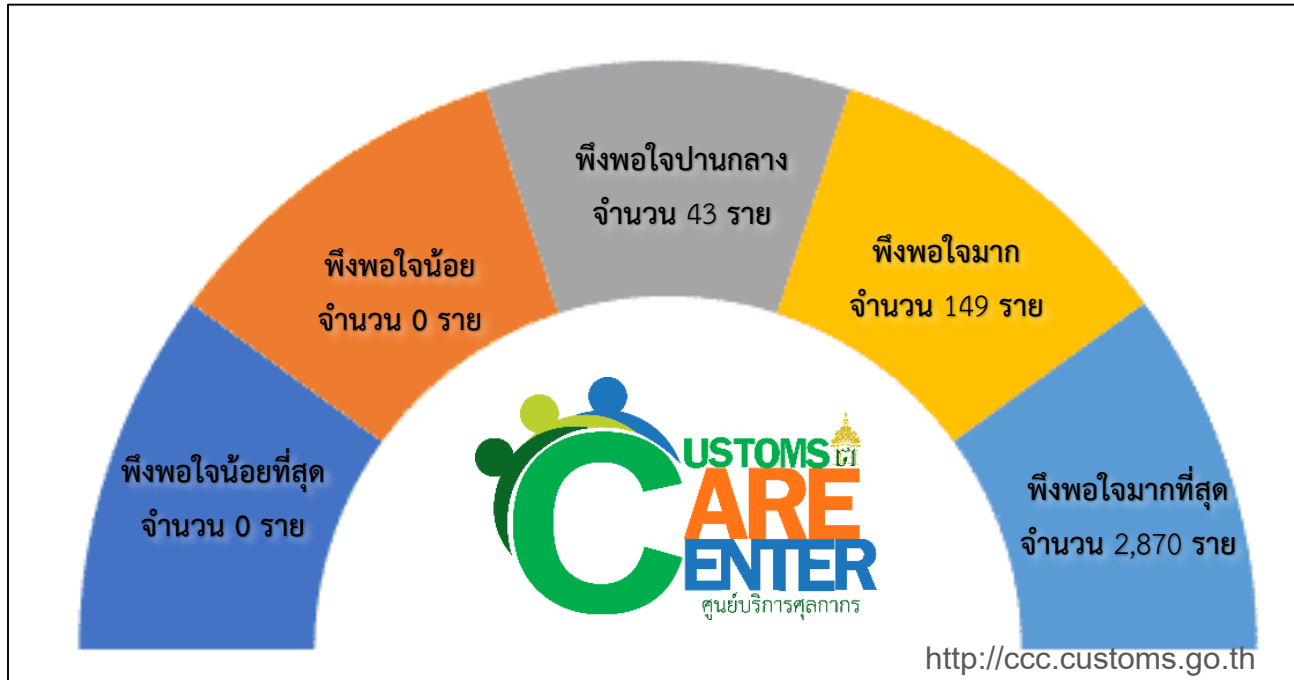 พึงพอใจปานกลาง
จำนวน 43 ราย
พึงพอใจน้อย
จำนวน 0 ราย
พึงพอใจมาก
จำนวน 149 ราย
พึงพอใจน้อยที่สุด
จำนวน 0 ราย
CUSTOMS
CARE
CENTER
ศูนย์บริการศุลกากร
พึงพอใจมากที่สุด
จำนวน 2,870 ราย
http://ccc.customs.go.th